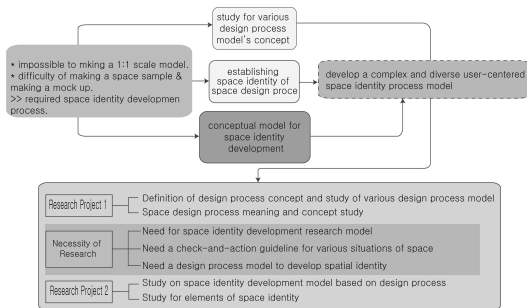 study for various
design process
model's concept
* impossible to mking a 1:1 scale model.
* difficulty of making a space sample &
making a mock up.
>> required space identity developmen
process.
establishing
space identity of
space design proce
develop a complex and diverse user-centered
space identity process model
conceptual model for
space identity
development
Research Project 1
Definition of design process concept and study of various design process model
Space design process meaning and concept study
Necessity of
Research
Need for space identity development research model
Need a check-and-action guideline for various situations of space
Need a design process model to develop spatial identity
Research Project 2
Study on space identity development model based on design process
Study for elements of space identity